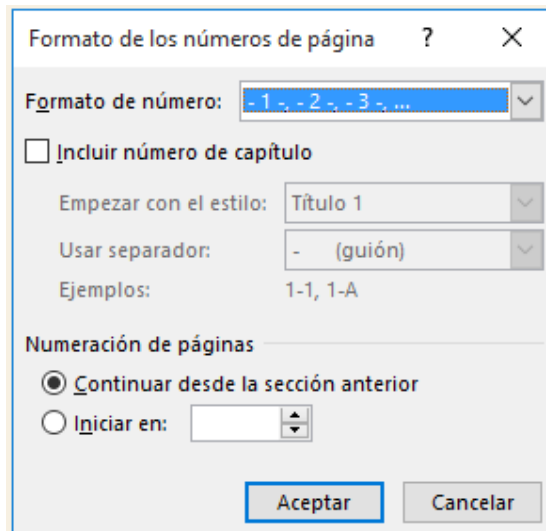 Formato de los números de página ?
Formato de número: - 1 -, - 2 -, - 3 -, ...
Incluir número de capítulo
Empezar con el estilo: Título 1
Usar separador: - (guión)
Ejemplos: 1-1, 1-A
Numeración de páginas
Continuar desde la sección anterior
Iniciar en:
Aceptar Cancelar